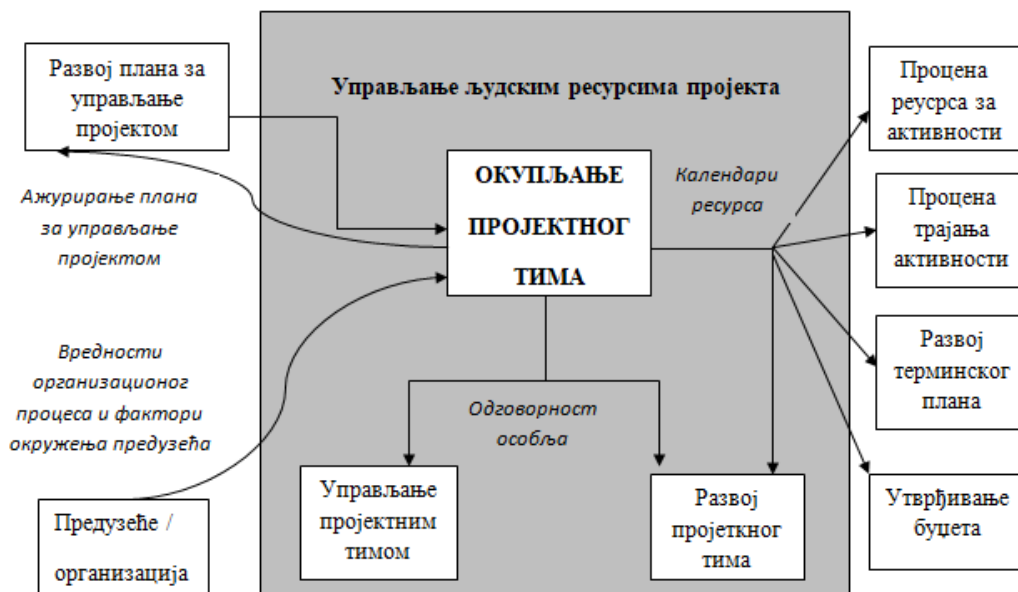 Развој плана за
управљање
пројектом
Ажурирање плана
за управљање
пројектом
Вредности
организационог
процеса и фактори
окружења предузећа
Предузеће /
организација
Управљање људским ресурсима пројекта
ОКУПЉАЊЕ
ПРОЈЕКТНОГ
ТИМА
Календари
ресурса
Одговорност
особља
Управљање
пројектним
тимом
Развој
пројеткног
тима
Процена
реусрса за
активности
Процена
трајања
активности
Развој
терминског
плана
Утврђивање
буџета